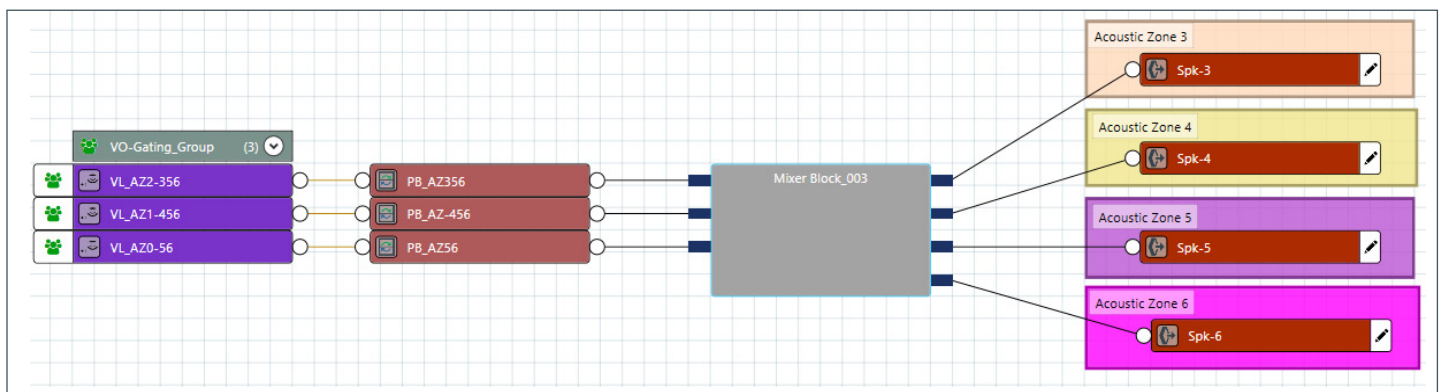 Acoustic Zone 3
Spk-3
Acoustic Zone 4
Spk-4
VO-Gating_Group (3)
VL_AZ2-356
PB_AZ356
Mixer Block_003
VL_AZ1-456
PB_AZ-456
Acoustic Zone 5
VL_AZ0-56
PB_AZ56
Spk-5
Acoustic Zone 6
Spk-6